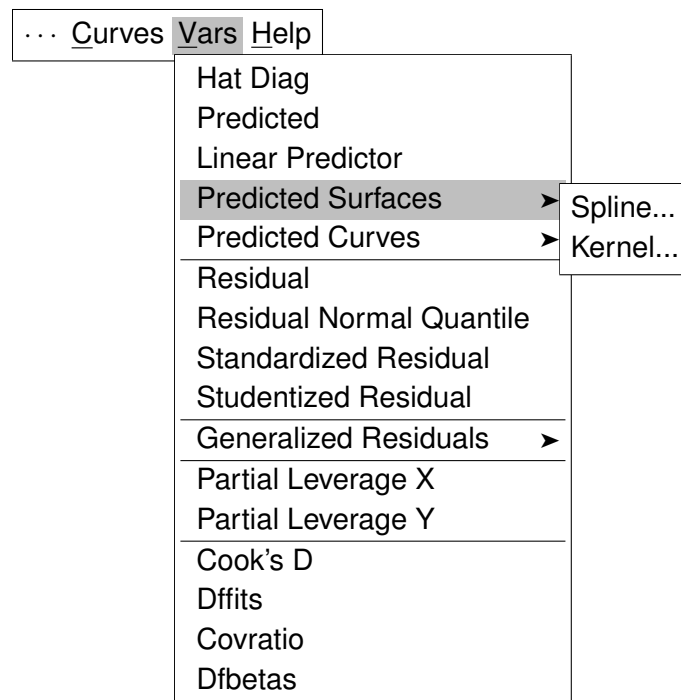 ··· Curves Vars Help
Hat Diag
Predicted
Linear Predictor
Predicted Surfaces ➤
Spline...
Predicted Curves ➤
Kernel...
Residual
Residual Normal Quantile
Standardized Residual
Studentized Residual
Generalized Residuals ➤
Partial Leverage X
Partial Leverage Y
Cook's D
Dffits
Covratio
Dfbetas